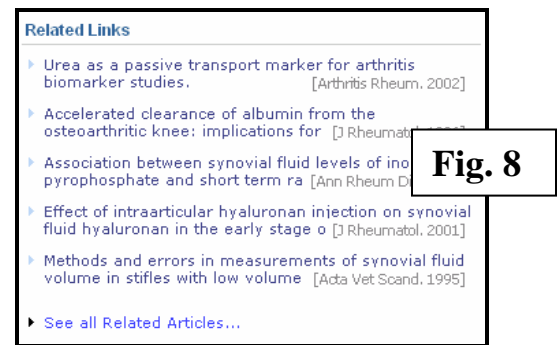 Related Links
Urea as a passive transport marker for arthritis
biomarker studies. [Arthritis Rheum. 2002]
Accelerated clearance of albumin from the
osteoarthritic knee: implications for [J Rheumatol.
Association between synovial fluid levels of ino
pyrophosphate and short term ra [Ann Rheum Di
Fig. 8
Effect of intraarticular hyaluronan injection on synovial
fluid hyaluronan in the early stage o [J Rheumatol. 2001]
Methods and errors in measurements of synovial fluid
volume in stifles with low volume [Acta Vet Scand. 1995]
See all Related Articles...